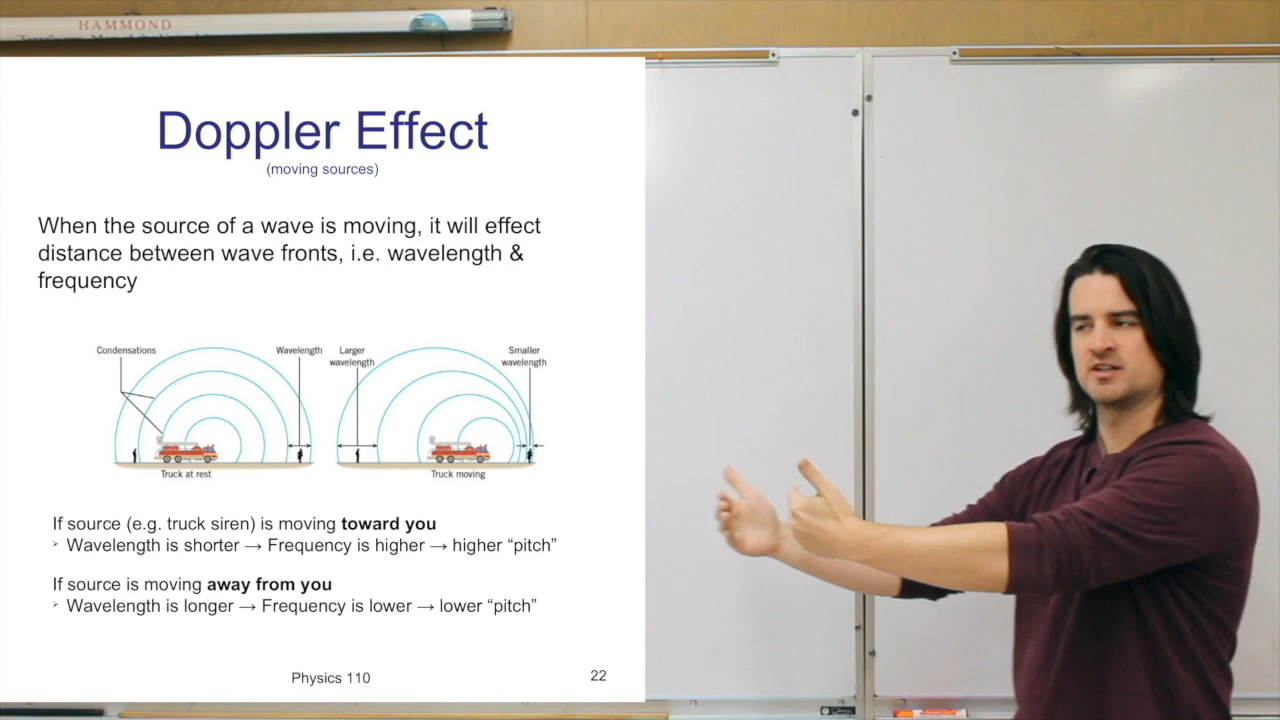 HAMMOND
Doppler Effect
(moving sources)
When the source of a wave is moving, it will effect
distance between wave fronts, i.e. wavelength &
frequency
Condensations
Wavelength
Larger
wavelength
Smaller
wavelength
Truck at rest
Truck moving
If source (e.g. truck siren) is moving toward you
➢ Wavelength is shorter → Frequency is higher → higher “pitch”
If source is moving away from you
➢ Wavelength is longer → Frequency is lower → lower “pitch”
Physics 110
22